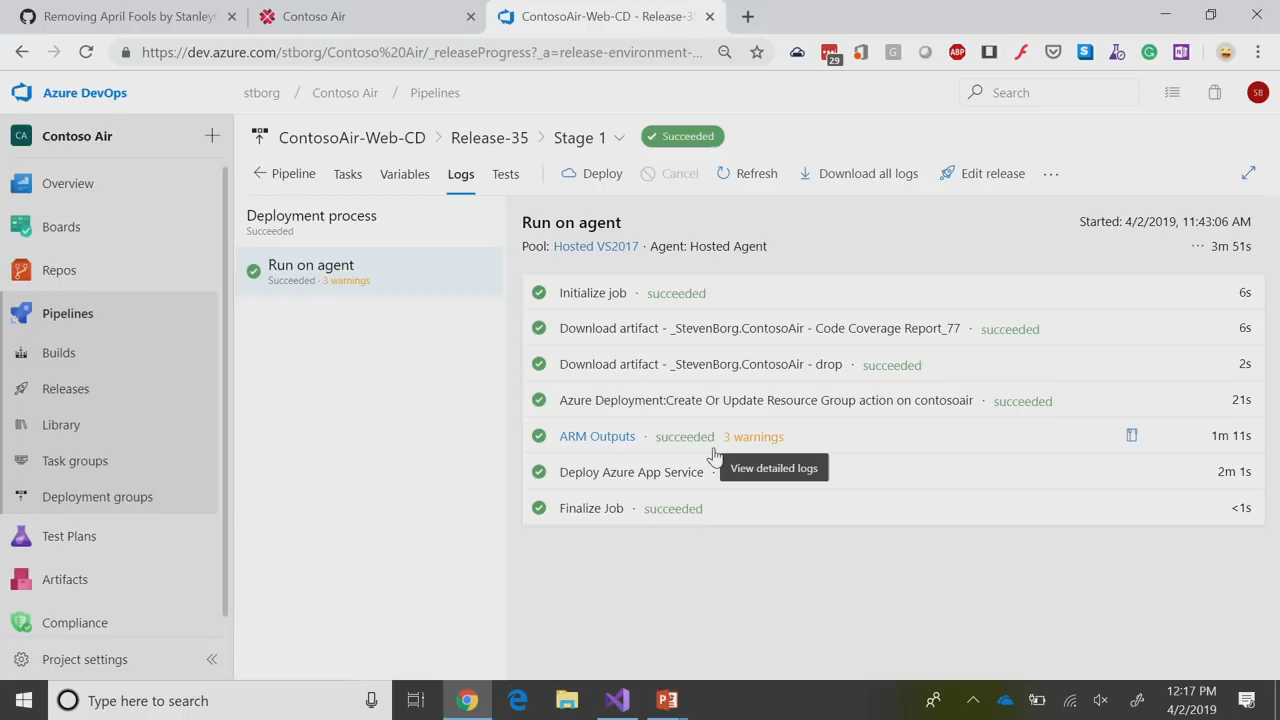 Removing April Fools by Stanley
Contoso Air
ContosoAir-Web-CD - Release-35
https://dev.azure.com/stborg/Contoso%20Air/_releaseProgress?_a=release-environment-...
29
ABP
Azure DevOps
stborg / Contoso Air / Pipelines
Search
SB
CA Contoso Air
ContosoAir-Web-CD > Release-35 > Stage 1
Succeeded
Pipeline Tasks Variables Logs Tests Deploy Cancel Refresh Download all logs Edit release ...
Overview
Boards
Repos
Pipelines
Builds
Releases
Library
Task groups
Deployment groups
Test Plans
Artifacts
Compliance
Project settings
Deployment process
Succeeded
Run on agent
Succeeded · 3 warnings
Run on agent
Started: 4/2/2019, 11:43:06 AM
Pool: Hosted VS2017 · Agent: Hosted Agent
... 3m 51s
Initialize job · succeeded 6s
Download artifact - _StevenBorg.ContosoAir - Code Coverage Report_77 · succeeded 6s
Download artifact - _StevenBorg.ContosoAir - drop · succeeded 2s
Azure Deployment:Create Or Update Resource Group action on contosoair · succeeded 21s
ARM Outputs · succeeded 3 warnings 1m 11s
View detailed logs
Deploy Azure App Service · 2m 1s
Finalize Job · succeeded <1s
Type here to search
12:17 PM
4/2/2019